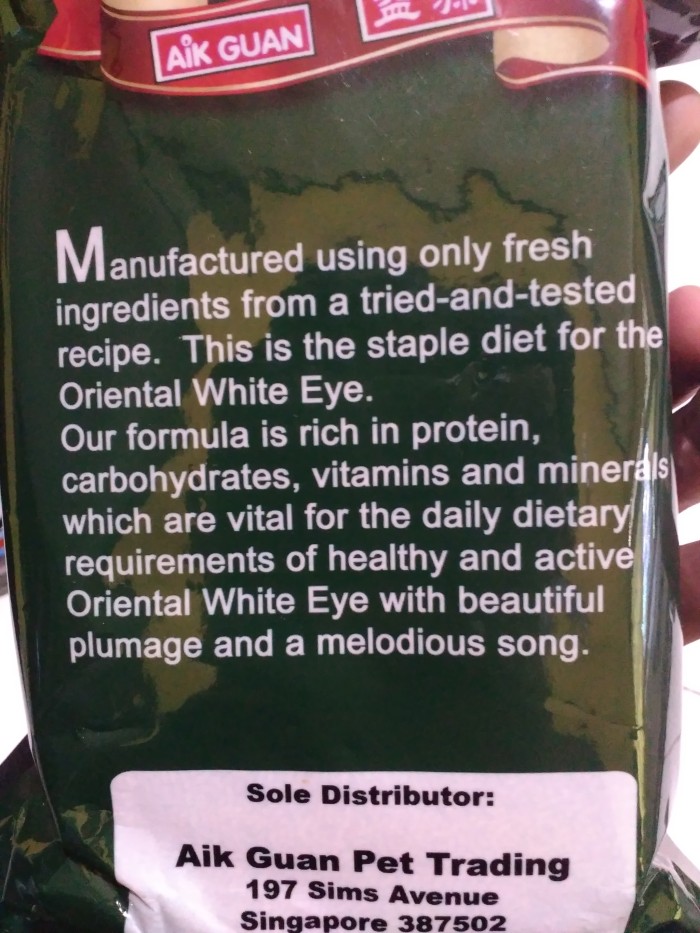 AiK GUAN
益
Manufactured using only fresh
ingredients from a tried-and-tested
recipe. This is the staple diet for the
Oriental White Eye.
Our formula is rich in protein,
carbohydrates, vitamins and minerals
which are vital for the daily dietary
requirements of healthy and active
Oriental White Eye with beautiful
plumage and a melodious song.
Sole Distributor:
Aik Guan Pet Trading
197 Sims Avenue
Singapore 387502